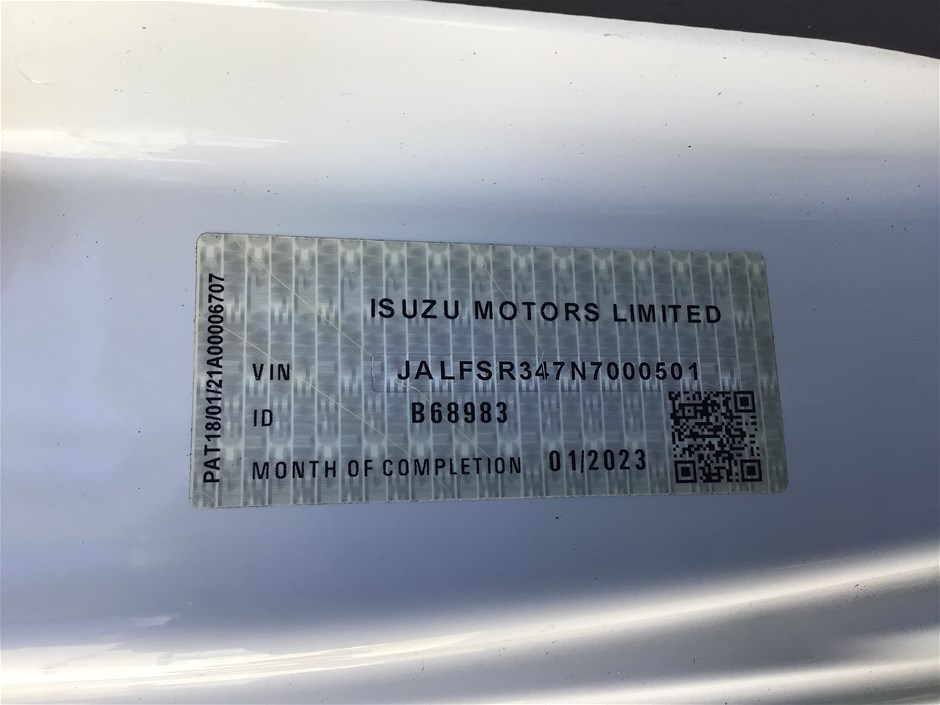 ISUZU MOTORS LIMITED
VIN JALFSR347N7000501
ID B68983
MONTH OF COMPLETION 01/2023
PAT18/01/21A00006707